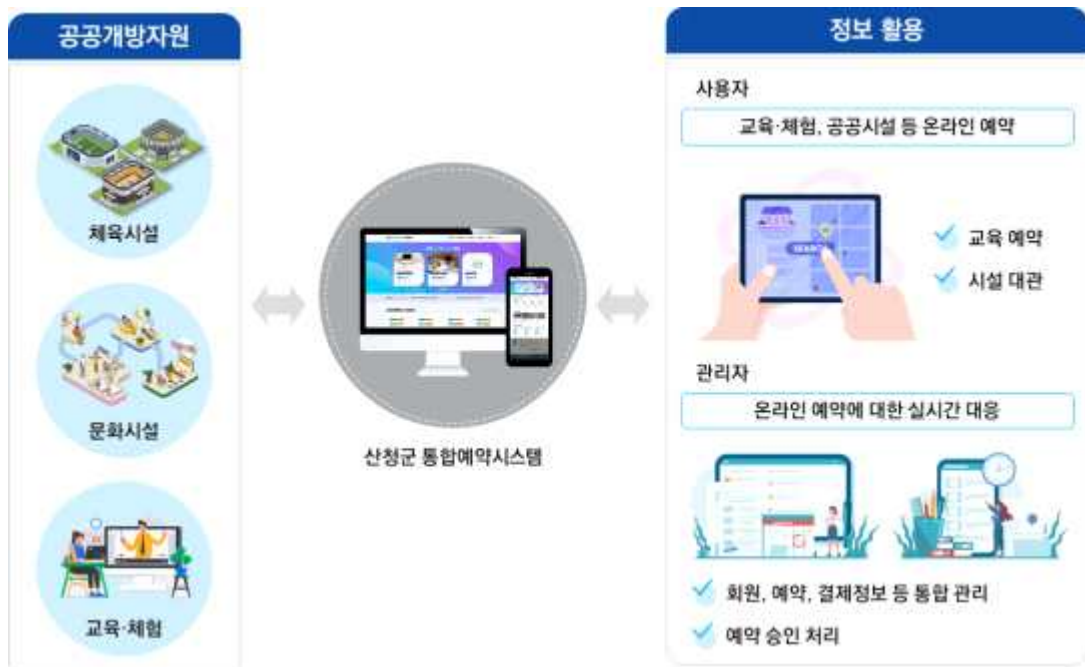 공공개방자원
체육시설
문화시설
교육·체험
산청군 통합예약시스템
정보 활용
사용자
교육·체험, 공공시설 등 온라인 예약
SEARCH
교육 예약
시설 대관
관리자
온라인 예약에 대한 실시간 대응
회원, 예약, 결제정보 등 통합 관리
예약 승인 처리